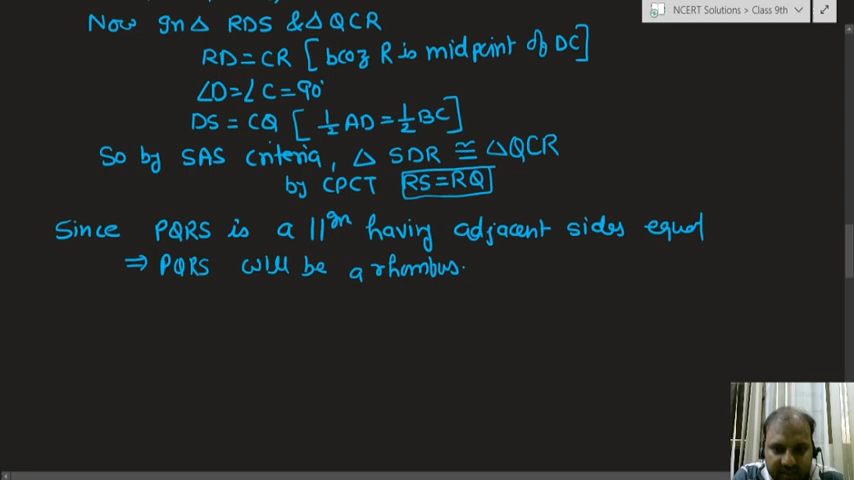 NCERT Solutions > Class 9th
Now In Δ RDS & Δ QCR
RD = CR [ bcoz R is midpoint of DC ]
∠D = ∠C = 90°
DS = CQ [ 1/2 AD = 1/2 BC ]
So by SAS criteria, Δ SDR ≅ Δ QCR
by CPCT RS = RQ
Since PQRS is a ||gm having adjacent sides equal
⇒ PQRS will be a rhombus.